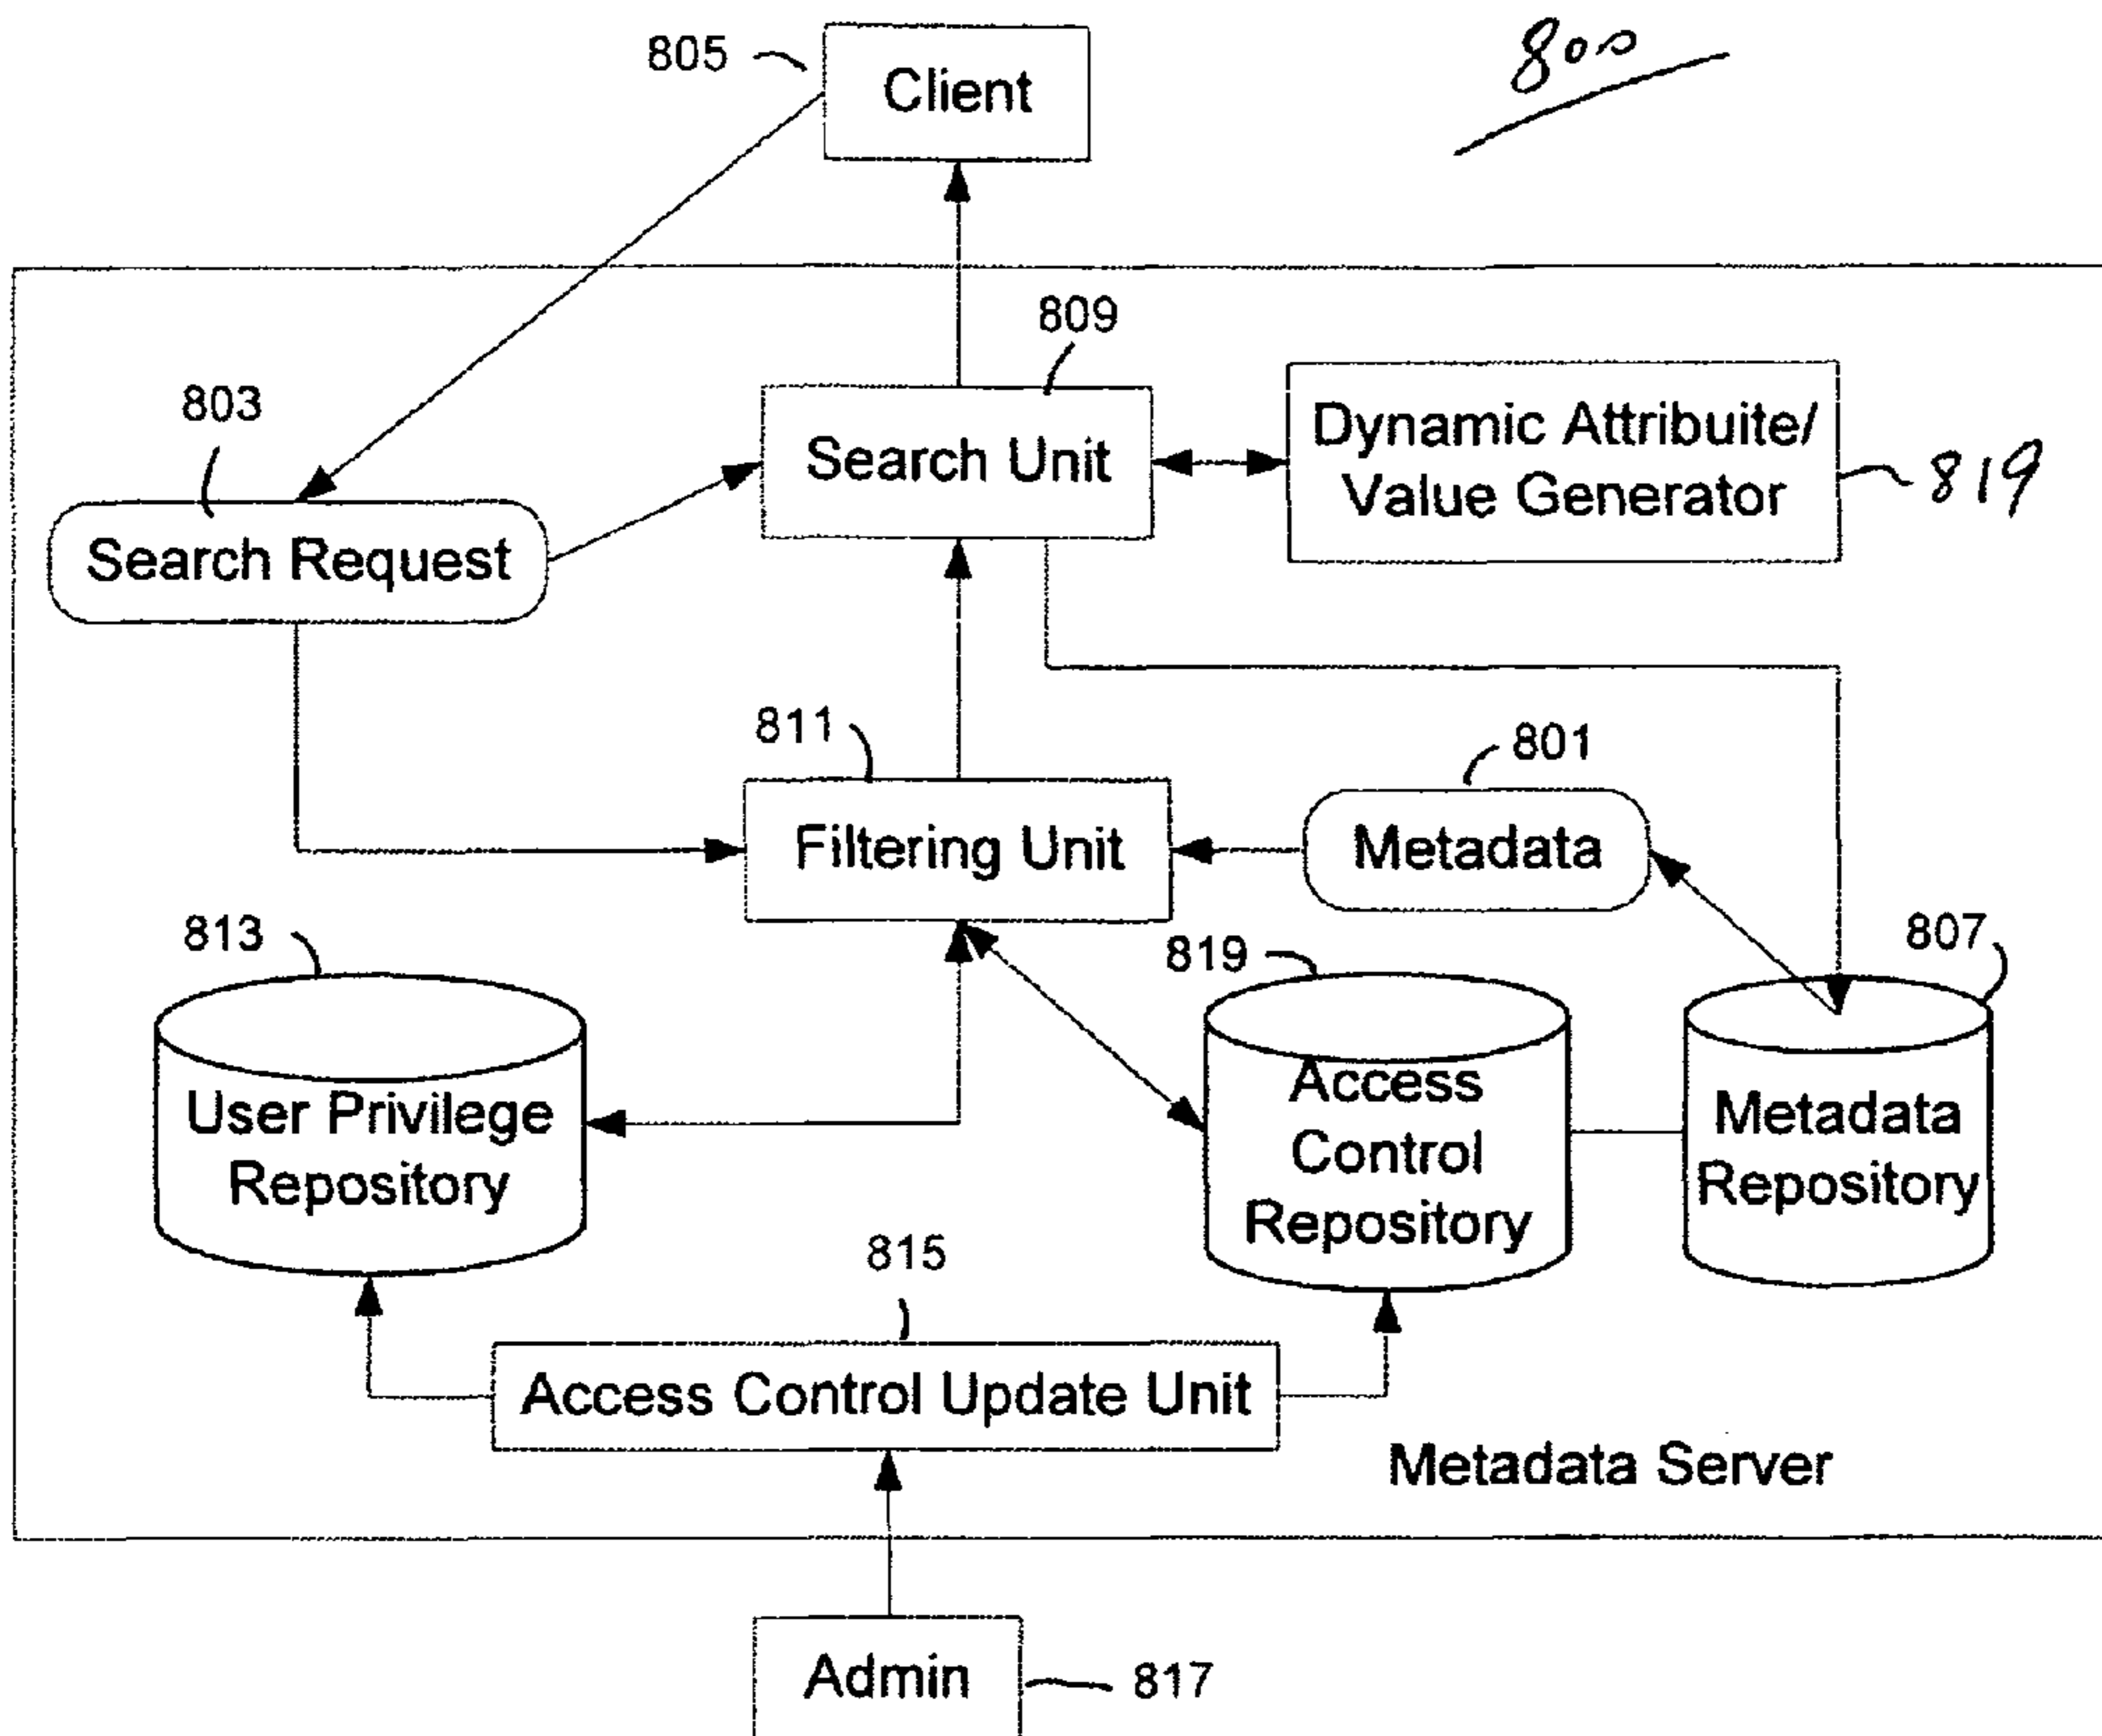 800
805
Client
809
803
Search Unit
Dynamic Attribuite/
Value Generator
819
Search Request
811
801
Filtering Unit
Metadata
813
819
807
User Privilege
Repository
Access
Control
Repository
Metadata
Repository
815
Access Control Update Unit
Metadata Server
Admin
817